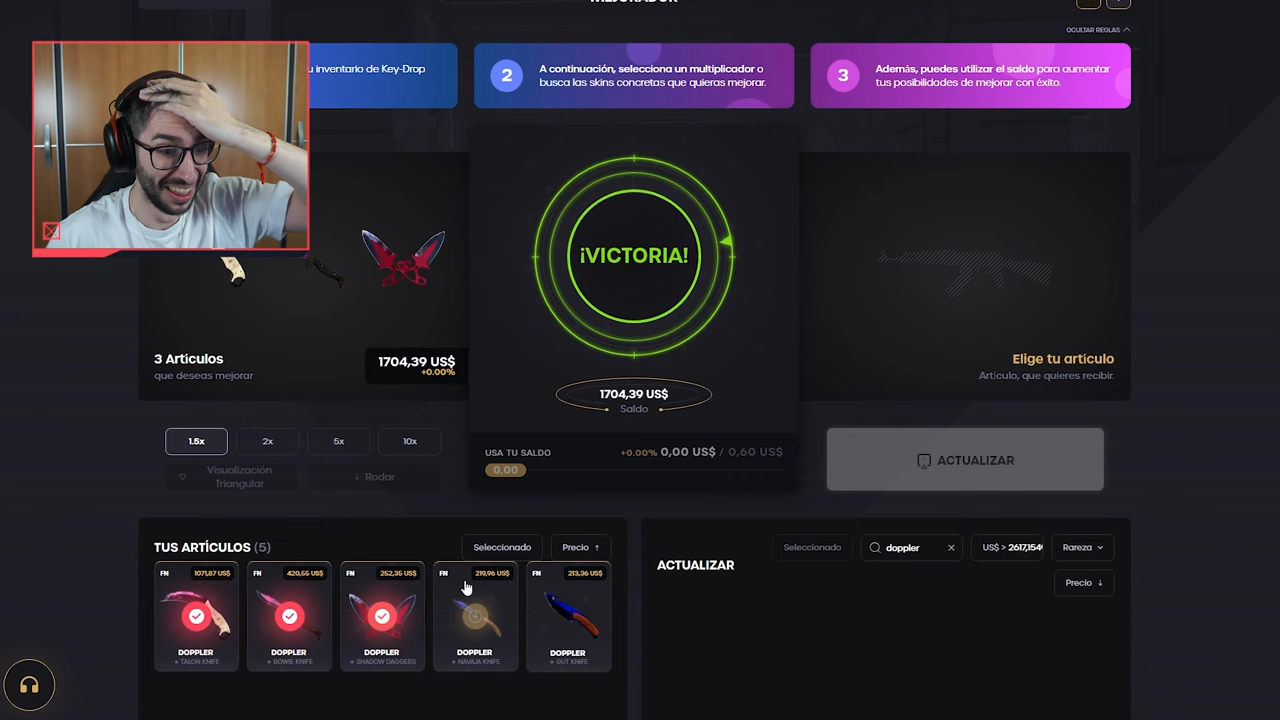 OCULTAR REGLAS
u inventario de Key-Drop
2
A continuación, selecciona un multiplicador o
busca las skins concretas que quieras mejorar.
3
Además, puedes utilizar el saldo para aumentar
tus posibilidades de mejorar con éxito.
¡VICTORIA!
3 Artículos
que deseas mejorar
1704,39 US$
+0.00%
1704,39 US$
Saldo
Elige tu artículo
Artículo, que quieres recibir.
1.5x
2x
5x
10x
Visualización
Triangular
Rodar
USA TU SALDO
+0.00% 0,00 US$ / 0,60 US$
0.00
ACTUALIZAR
TUS ARTÍCULOS (5)
Seleccionado
Precio ↑
FN 1071,87 US$
DOPPLER
★ TALON KNIFE
FN 420,55 US$
DOPPLER
★ BOWIE KNIFE
FN 252,35 US$
DOPPLER
★ SHADOW DAGGERS
FN 219,96 US$
DOPPLER
★ NAVAJA KNIFE
FN 213,36 US$
DOPPLER
★ GUT KNIFE
ACTUALIZAR
Seleccionado
doppler
US$ > 2617,154
Rareza
Precio ↓